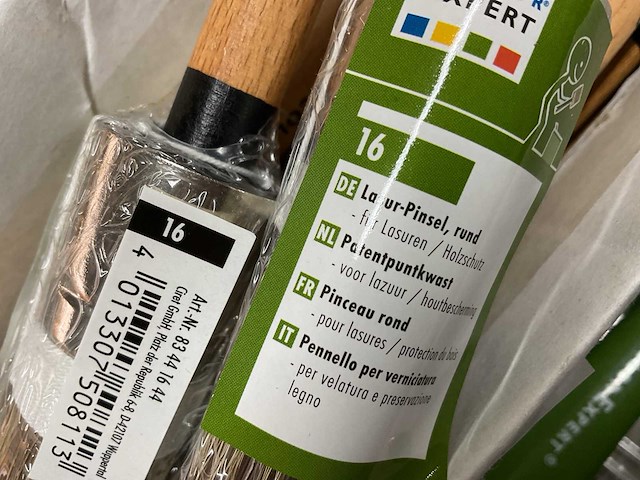 EXPERT
16
DE Lasur-Pinsel, rund
- für Lasuren / Holzschutz
NL Patentpuntkwast
- voor lazuur / houtbescherming
FR Pinceau rond
- pour lasures / protection du bois
IT Pennello per verniciatura
- per velatura e preservazione
legno
16
Art.-Nr. 83 44 16 44
Gref GmbH, Platz der Republik 6-8, D-42107 Wuppertal
4 013307 508113
EXPERT®